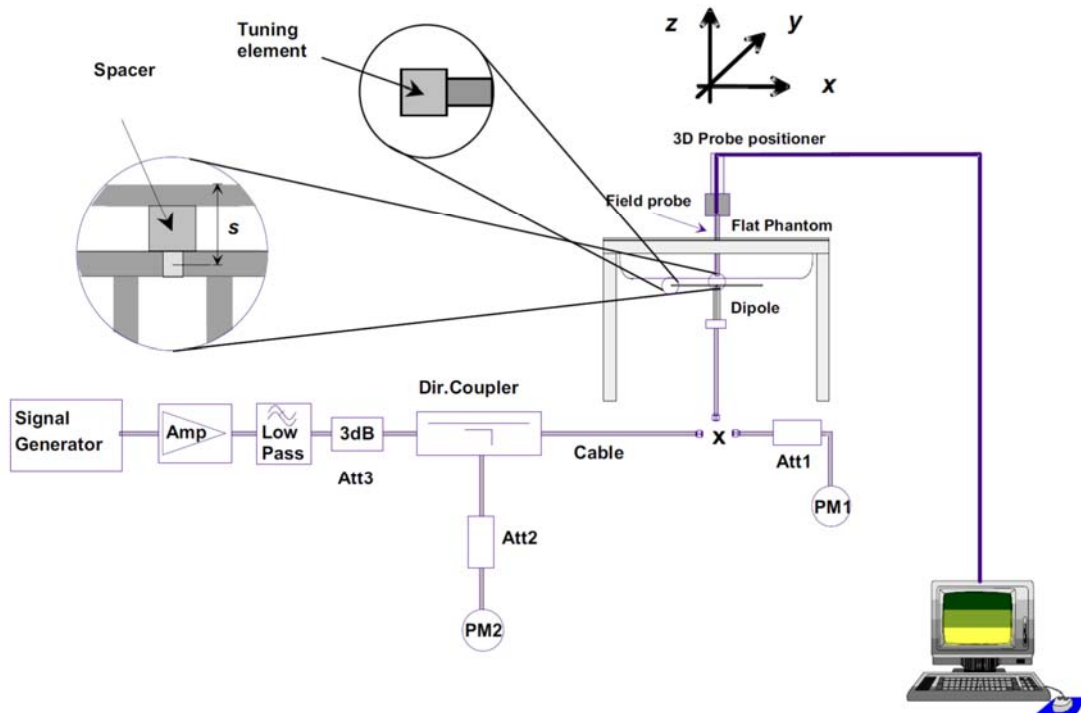 Tuning
element
Spacer
s
z
y
x
3D Probe positioner
Field probe
Flat Phantom
Dipole
Dir.Coupler
Signal
Generator
Amp
Low
Pass
3dB
Att3
Cable
x
Att1
PM1
Att2
PM2